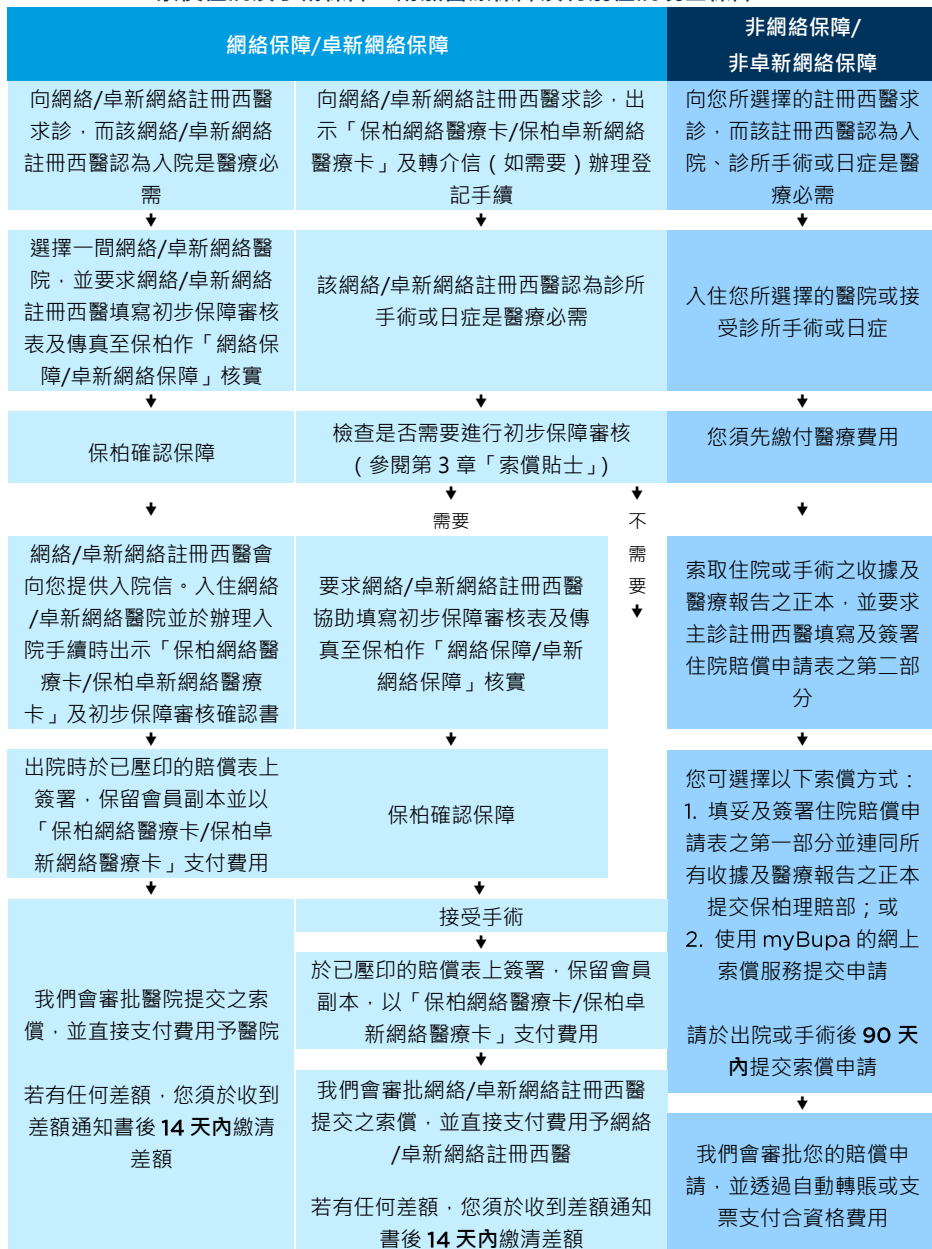 網絡保障/卓新網絡保障
非網絡保障/
非卓新網絡保障
向網絡/卓新網絡註冊西醫
求診，而該網絡/卓新網絡
註冊西醫認為入院是醫療必
需
向網絡/卓新網絡註冊西醫求診，出
示「保柏網絡醫療卡/保柏卓新網絡
醫療卡」及轉介信（如需要）辦理登
記手續
向您所選擇的註冊西醫求
診，而該註冊西醫認為入
院、診所手術或日症是醫
療必需
選擇一間網絡/卓新網絡醫
院，並要求網絡/卓新網絡
註冊西醫填寫初步保障審核
表及傳真至保柏作「網絡保
障/卓新網絡保障」核實
該網絡/卓新網絡註冊西醫認為診所
手術或日症是醫療必需
入住您所選擇的醫院或接
受診所手術或日症
保柏確認保障
檢查是否需要進行初步保障審核
（參閱第 3 章「索償貼士」)
您須先繳付醫療費用
需要
不
需
要
網絡/卓新網絡註冊西醫會
向您提供入院信。入住網絡
/卓新網絡醫院並於辦理入
院手續時出示「保柏網絡醫
療卡/保柏卓新網絡醫療
卡」及初步保障審核確認書
要求網絡/卓新網絡註冊西醫
協助填寫初步保障審核表及傳
真至保柏作「網絡保障/卓新
網絡保障」核實
索取住院或手術之收據及
醫療報告之正本，並要求
主診註冊西醫填寫及簽署
住院賠償申請表之第二部
分
出院時於已壓印的賠償表上
簽署，保留會員副本並以
「保柏網絡醫療卡/保柏卓
新網絡醫療卡」支付費用
保柏確認保障
您可選擇以下索償方式：
1. 填妥及簽署住院賠償申
請表之第一部分並連同所
有收據及醫療報告之正本
提交保柏理賠部；或
2. 使用 myBupa 的網上
索償服務提交申請
請於出院或手術後 90 天
內提交索償申請
接受手術
於已壓印的賠償表上簽署，保留會員
副本，以「保柏網絡醫療卡/保柏卓
新網絡醫療卡」支付費用
我們會審批醫院提交之索
償，並直接支付費用予醫院
若有任何差額，您須於收到
差額通知書後 14 天內繳清
差額
我們會審批網絡/卓新網絡註冊西醫
提交之索償，並直接支付費用予網絡
/卓新網絡註冊西醫
若有任何差額，您須於收到差額通知
書後 14 天內繳清差額
我們會審批您的賠償申
請，並透過自動轉賬或支
票支付合資格費用